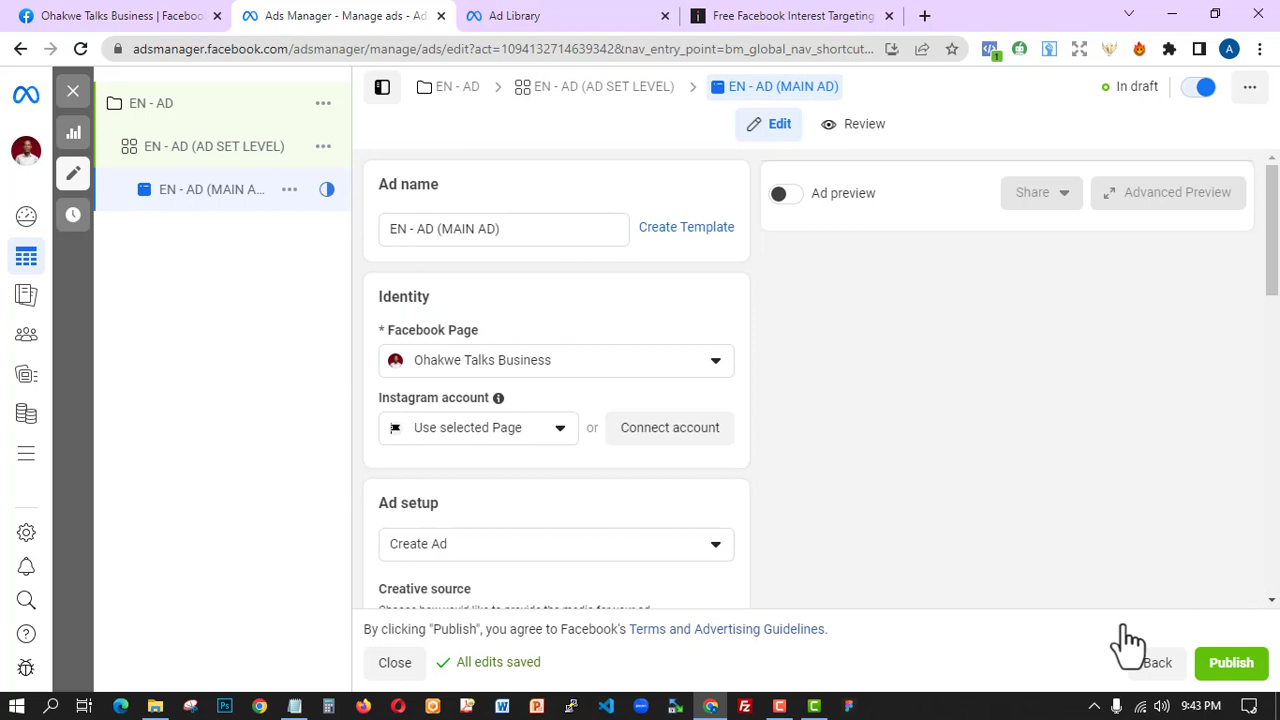 Ohakwe Talks Business | Facebook
Ads Manager - Manage ads - Ad
Ad Library
Free Facebook Interest Targeting
adsmanager.facebook.com/adsmanager/manage/ads/edit?act=1094132714639342&nav_entry_point=bm_global_nav_shortcut...
1
A
EN - AD
EN - AD (AD SET LEVEL)
EN - AD (MAIN A...
EN - AD
EN - AD (AD SET LEVEL)
EN - AD (MAIN AD)
In draft
Edit
Review
Ad name
EN - AD (MAIN AD)
Create Template
Ad preview
Share
Advanced Preview
Identity
* Facebook Page
Ohakwe Talks Business
Instagram account
Use selected Page
or
Connect account
Ad setup
Create Ad
Creative source
Choose how you'd like to provide the media for your ad
By clicking "Publish", you agree to Facebook's Terms and Advertising Guidelines.
Close
All edits saved
Back
Publish
9:43 PM